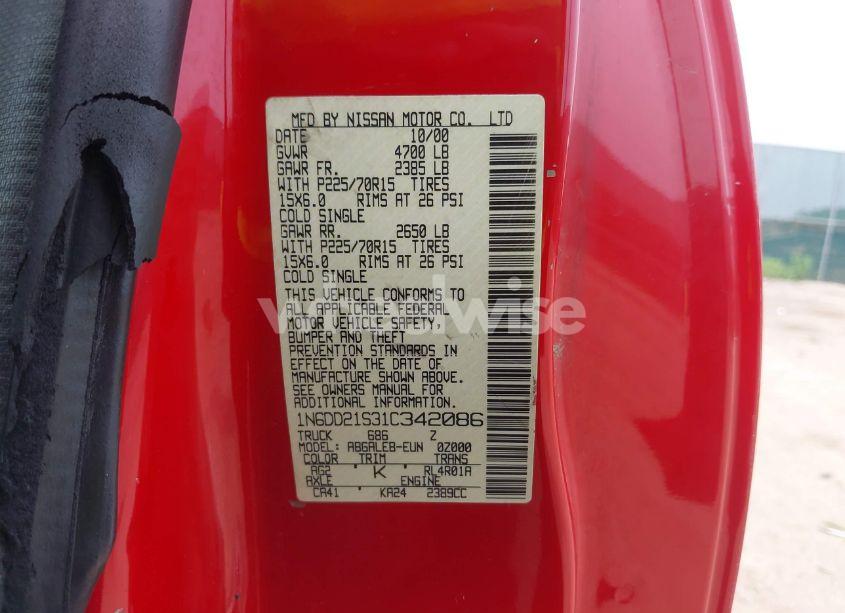 MFD BY NISSAN MOTOR CO. LTD
DATE 10/00
GVWR 4700 LB
GAWR FR. 2385 LB
WITH P225/70R15 TIRES
15X6.0 RIMS AT 26 PSI
COLD SINGLE
GAWR RR. 2650 LB
WITH P225/70R15 TIRES
15X6.0 RIMS AT 26 PSI
COLD SINGLE
THIS VEHICLE CONFORMS TO
ALL APPLICABLE FEDERAL
MOTOR VEHICLE SAFETY.
BUMPER AND THEFT
PREVENTION STANDARDS IN
EFFECT ON THE DATE OF
MANUFACTURE SHOWN ABOVE.
SEE OWNERS MANUAL FOR
ADDITIONAL INFORMATION.
1N6DD21S31C342086
TRUCK 686 Z
MODEL: ABGALEB-EUN 0Z000
COLOR TRIM TRANS
AG2 K RL4R01A
AXLE ENGINE
CA41 KA24 2389CC